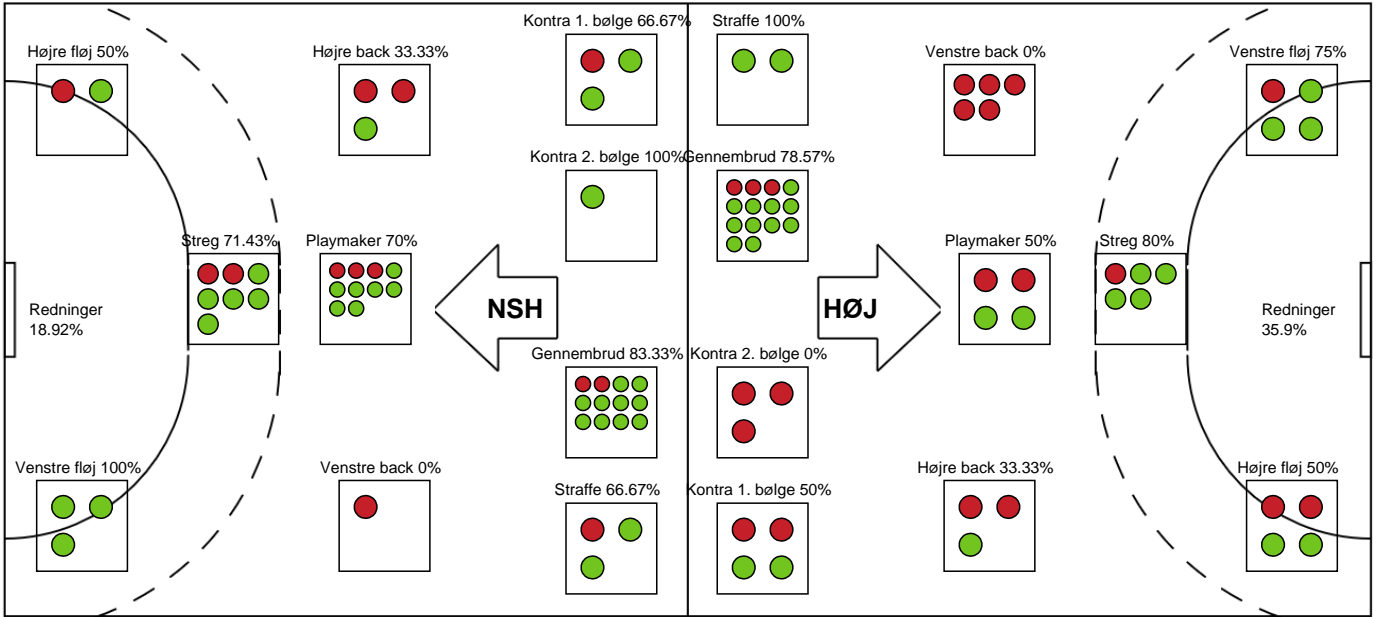 Kontra 1. bølge 66.67%
Straffe 100%
Højre fløj 50%
Højre back 33.33%
Venstre back 0%
Venstre fløj 75%
Kontra 2. bølge 100%
Gennembrud 78.57%
Streg 71.43%
Playmaker 70%
Playmaker 50%
Streg 80%
Redninger
18.92%
NSH
HØJ
Redninger
35.9%
Gennembrud 83.33%
Kontra 2. bølge 0%
Venstre fløj 100%
Venstre back 0%
Højre back 33.33%
Højre fløj 50%
Straffe 66.67%
Kontra 1. bølge 50%